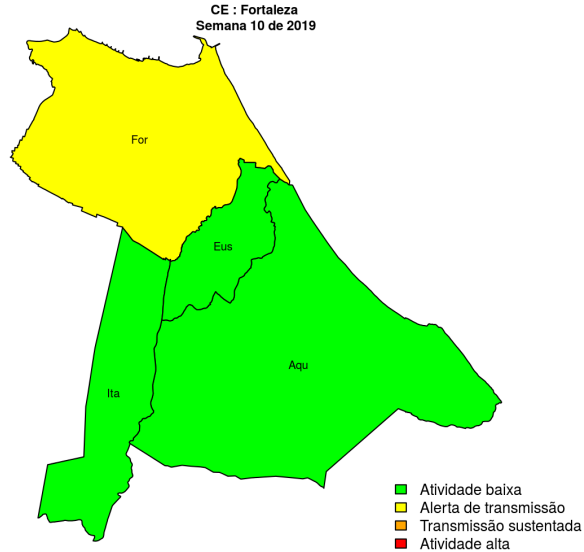 CE : Fortaleza
Semana 10 de 2019
For
Eus
Aqu
Ita
Atividade baixa
Alerta de transmissão
Transmissão sustentada
Atividade alta